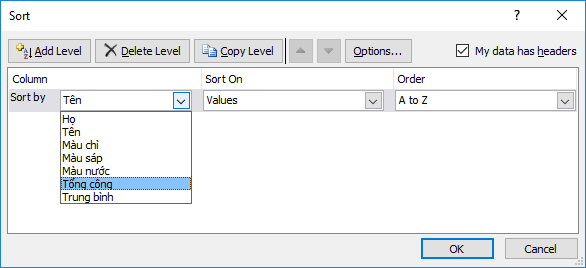 Sort
Add Level
Delete Level
Copy Level
Options...
My data has headers
Column
Sort On
Order
Sort by
Tên
Values
A to Z
Họ
Tên
Màu chì
Màu sáp
Màu nước
Tổng công
Trung bình
OK
Cancel